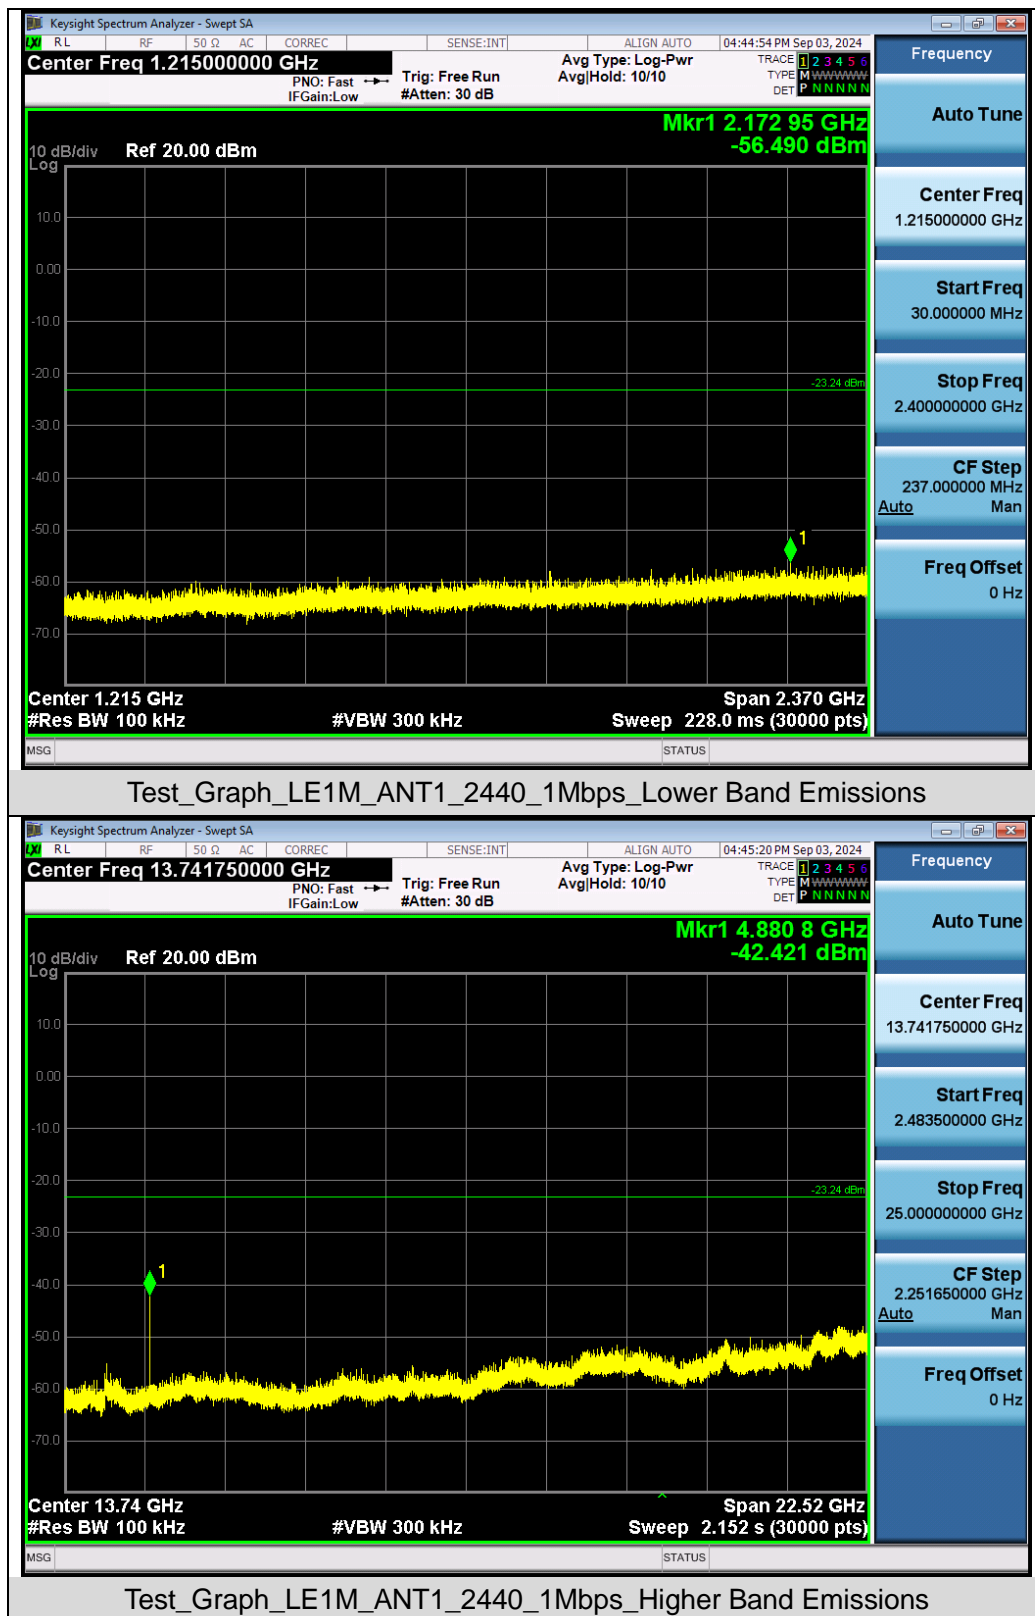 Keysight Spectrum Analyzer - Swept SA
LXI RL RF 50 Ω AC CORREC SENSE:INT ALIGN AUTO 04:44:54 PM Sep 03, 2024
Center Freq 1.215000000 GHz
PNO: Fast
IFGain:Low
Trig: Free Run
#Atten: 30 dB
Avg Type: Log-Pwr
Avg|Hold: 10/10
TRACE 1 2 3 4 5 6
TYPE M WWWWW
DET P N N N N N
Mkr1 2.172 95 GHz
-56.490 dBm
10 dB/div Ref 20.00 dBm
Log
10.0
0.00
-10.0
-20.0
-23.24 dBm
-30.0
-40.0
-50.0
1
-60.0
-70.0
Center 1.215 GHz Span 2.370 GHz
#Res BW 100 kHz #VBW 300 kHz Sweep 228.0 ms (30000 pts)
MSG STATUS
Frequency
Auto Tune
Center Freq
1.215000000 GHz
Start Freq
30.000000 MHz
Stop Freq
2.400000000 GHz
CF Step
237.000000 MHz
Auto Man
Freq Offset
0 Hz
Test_Graph_LE1M_ANT1_2440_1Mbps_Lower Band Emissions
Keysight Spectrum Analyzer - Swept SA
LXI RL RF 50 Ω AC CORREC SENSE:INT ALIGN AUTO 04:45:20 PM Sep 03, 2024
Center Freq 13.741750000 GHz
PNO: Fast
IFGain:Low
Trig: Free Run
#Atten: 30 dB
Avg Type: Log-Pwr
Avg|Hold: 10/10
TRACE 1 2 3 4 5 6
TYPE M WWWWW
DET P N N N N N
Mkr1 4.880 8 GHz
-42.421 dBm
10 dB/div Ref 20.00 dBm
Log
10.0
0.00
-10.0
-20.0
-23.24 dBm
-30.0
1
-40.0
-50.0
-60.0
-70.0
Center 13.74 GHz Span 22.52 GHz
#Res BW 100 kHz #VBW 300 kHz Sweep 2.152 s (30000 pts)
MSG STATUS
Frequency
Auto Tune
Center Freq
13.741750000 GHz
Start Freq
2.483500000 GHz
Stop Freq
25.000000000 GHz
CF Step
2.251650000 GHz
Auto Man
Freq Offset
0 Hz
Test_Graph_LE1M_ANT1_2440_1Mbps_Higher Band Emissions